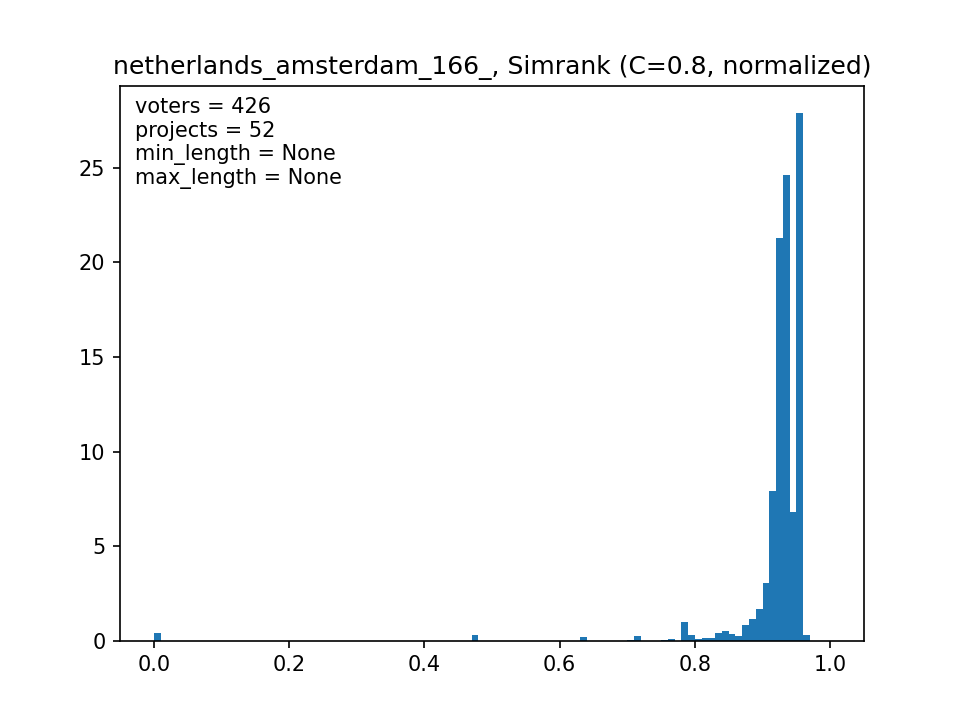 netherlands_amsterdam_166_, Simrank (C=0.8, normalized)
voters = 426
projects = 52
min_length = None
max_length = None
25
20
15
10
5
0
0.0 0.2 0.4 0.6 0.8 1.0